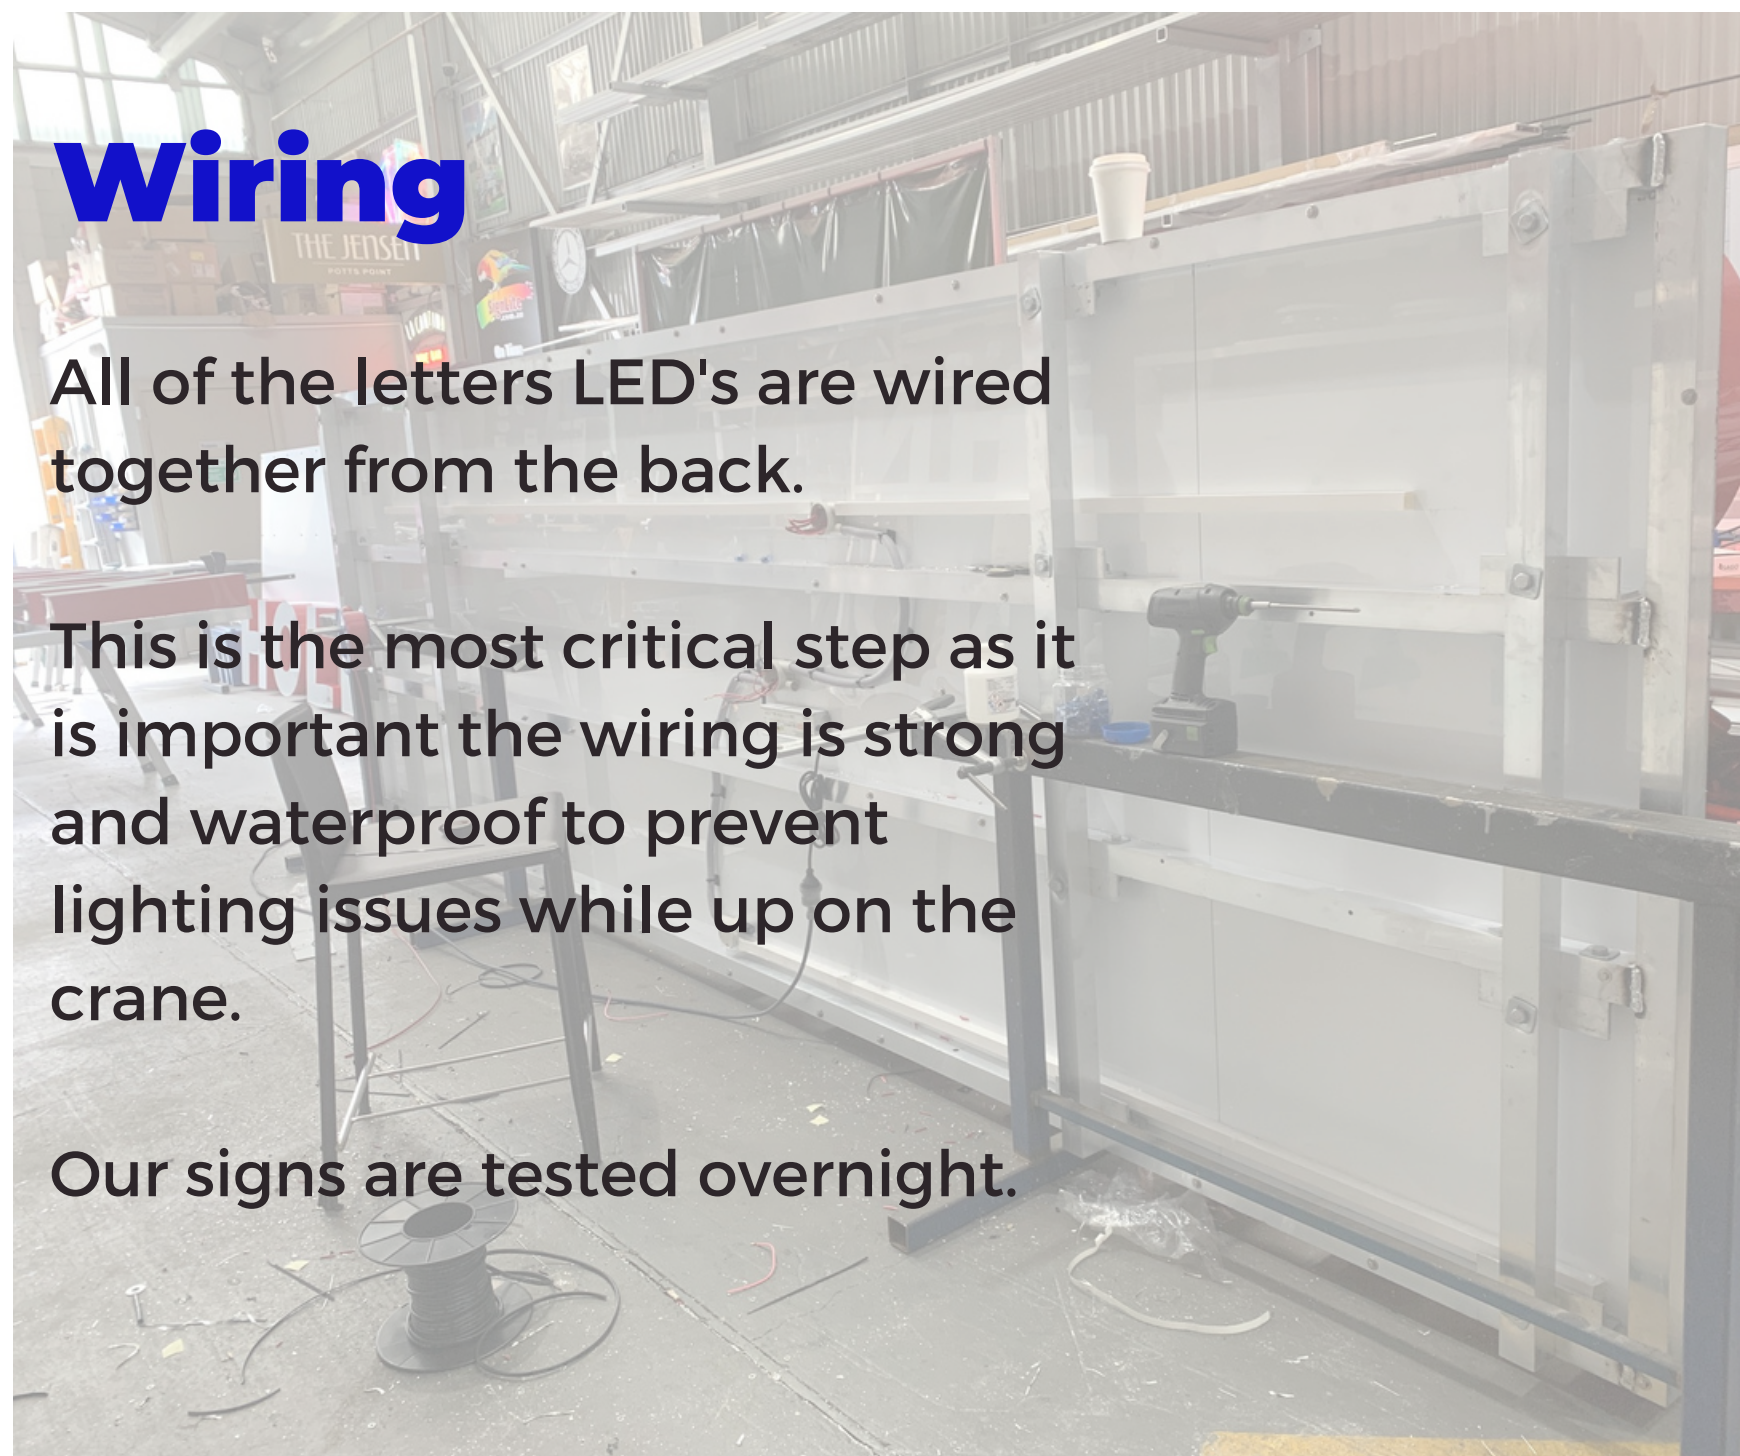 Wiring
THE JENSEN
POTTS POINT
All of the letters LED's are wired
together from the back.
This is the most critical step as it
is important the wiring is strong
and waterproof to prevent
lighting issues while up on the
crane.
Our signs are tested overnight.